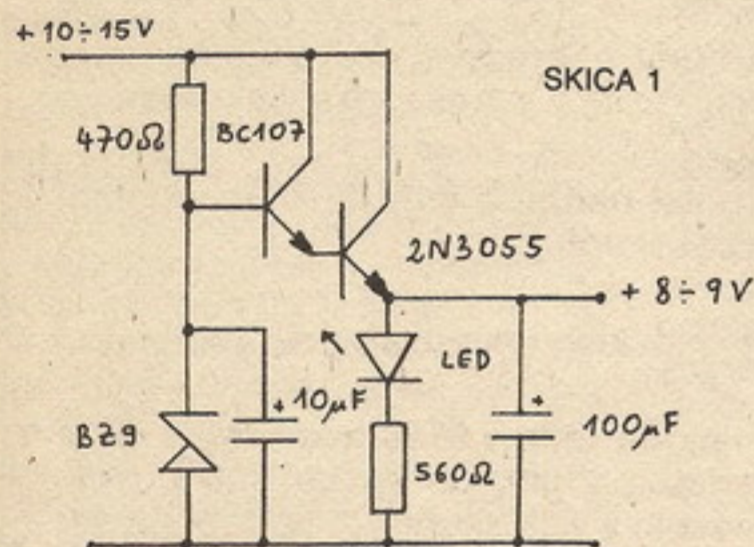 + 10÷15V
SKICA 1
470Ω
BC107
2N3055
+ 8÷9V
LED
+
10μF
BZ9
+
100μF
560Ω